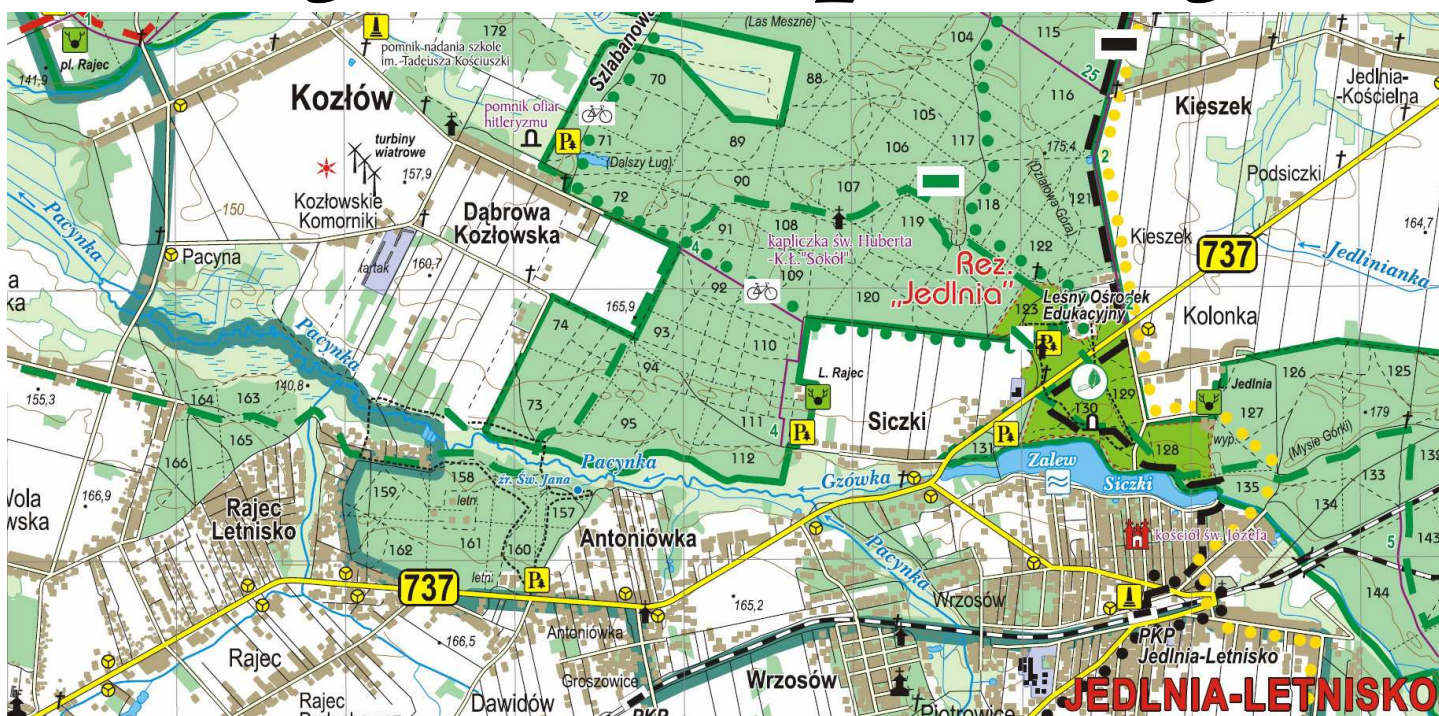 pl. Rajec
141,9
1
pomnik nadania szkole
im. Tadeusza Kościuszki
172
Szlabanowa
(Las Meszne)
104
115
25
116
Kieszek
Jedlnia-
-Kościelna
Kozłów
pomnik ofiar
hitleryzmu
70
88
71
89
105
(Dalszy Ług)
106
117
175,4
2
(Działowa Góra)
turbiny
wiatrowe
157,9
90
107
121
Podsiczki
150
Kozłowskie
Komorniki
72
118
164,7
Pacynka
Dąbrowa
Kozłowska
91
108
119
kapliczka św. Huberta
-K.Ł."Sokół"
4
122
Kieszek
737
Jedlinianka
Pacyna
tartak
160,7
109
92
120
Rez.
„Jedlnia”
Leśny Ośrodek
Edukacyjny
123
2
Kolonka
165,9
93
74
110
Pacynka
94
L. Rajec
Siczki
126
125
L. Jedlnia
140,8
155,3
164
163
73
95
111
4
129
130
127
179
(Mysie Górki)
165
166
112
131
128
wyp.
133
132
Pacynka
Gzówka
Zalew
Siczki
135
134
158
zr. Św. Jana
159
letn.
157
Wola
166,9
Rajec
Letnisko
162
161
160
letn.
Antoniówka
Pacynka
kościół św. Józefa
5
143
144
737
165,2
Wrzosów
166,5
Antoniówka
PKP
Jedlnia-Letnisko
Rajec
Groszowice
Wrzosów
Rajec
Dawidów
PKP
Piotrowice
JEDLNIA-LETNISKO